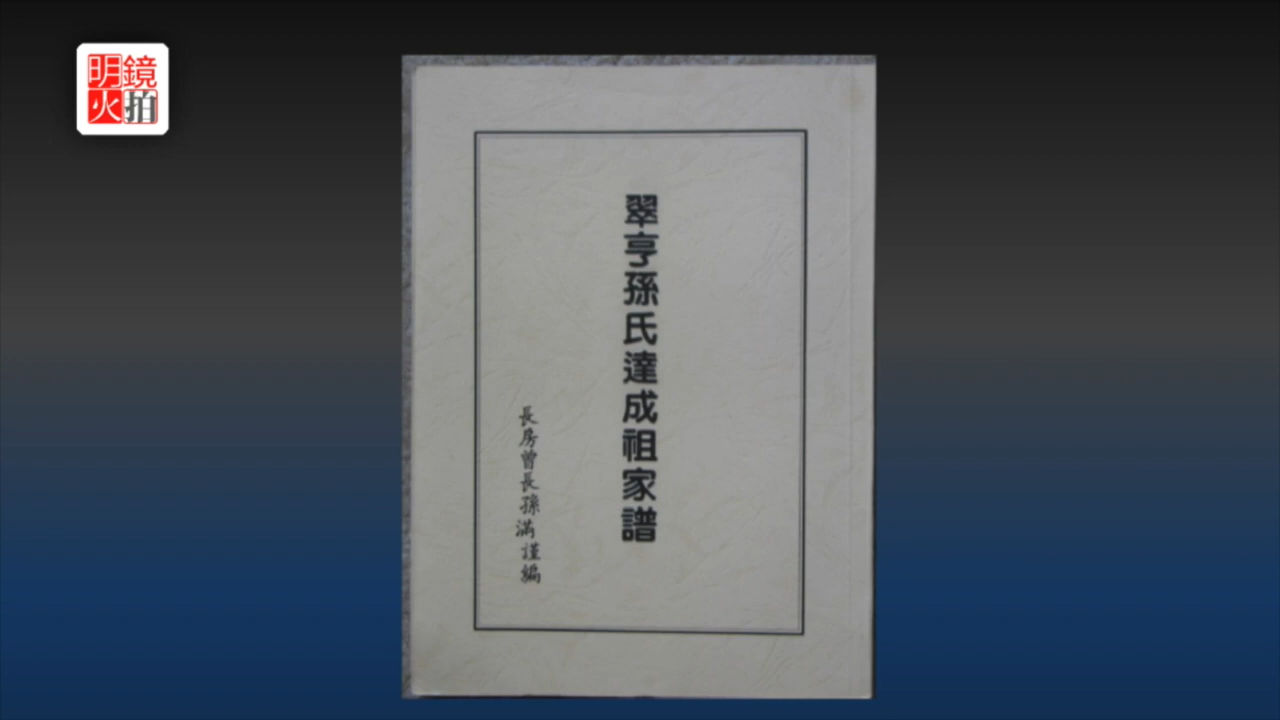 明鏡
火拍
翠亨孫氏達成祖家譜
長房曾長孫滿謹編